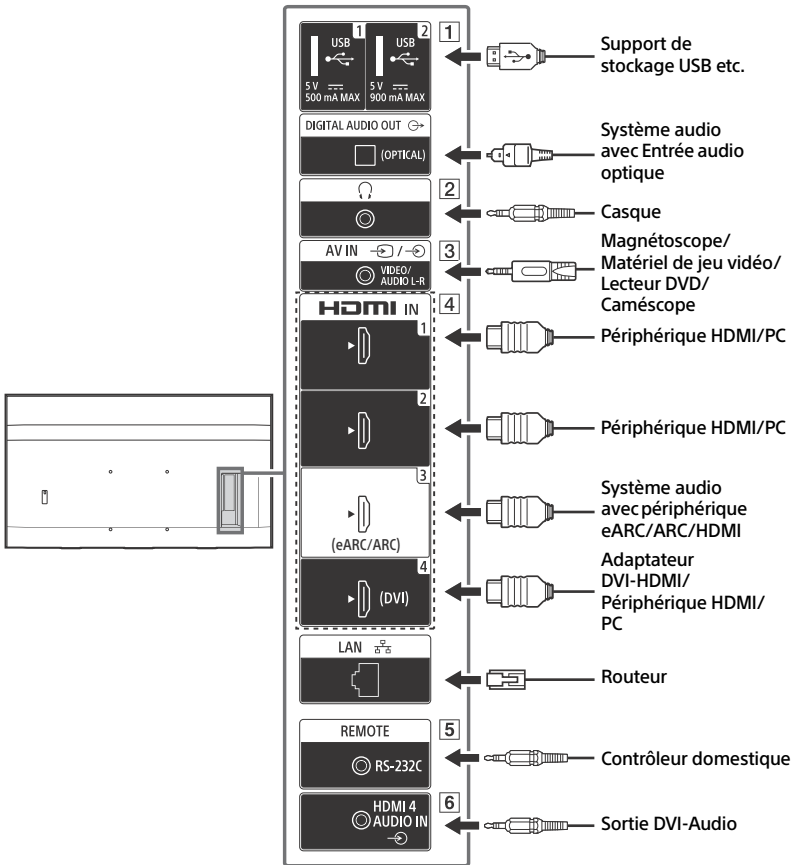 1 2 1
USB USB
5 V 5 V
500 mA MAX 900 mA MAX
Support de
stockage USB etc.
DIGITAL AUDIO OUT
(OPTICAL)
Système audio
avec Entrée audio
optique
2
Casque
AV IN / 3
VIDEO/
AUDIO L-R
Magnétoscope/
Matériel de jeu vidéo/
Lecteur DVD/
Caméscope
HDMI IN 4
1
Périphérique HDMI/PC
2
Périphérique HDMI/PC
3
(eARC/ARC)
Système audio
avec périphérique
eARC/ARC/HDMI
4
(DVI)
Adaptateur
DVI-HDMI/
Périphérique HDMI/
PC
LAN
Routeur
REMOTE 5
RS-232C
Contrôleur domestique
6
HDMI 4
AUDIO IN
Sortie DVI-Audio